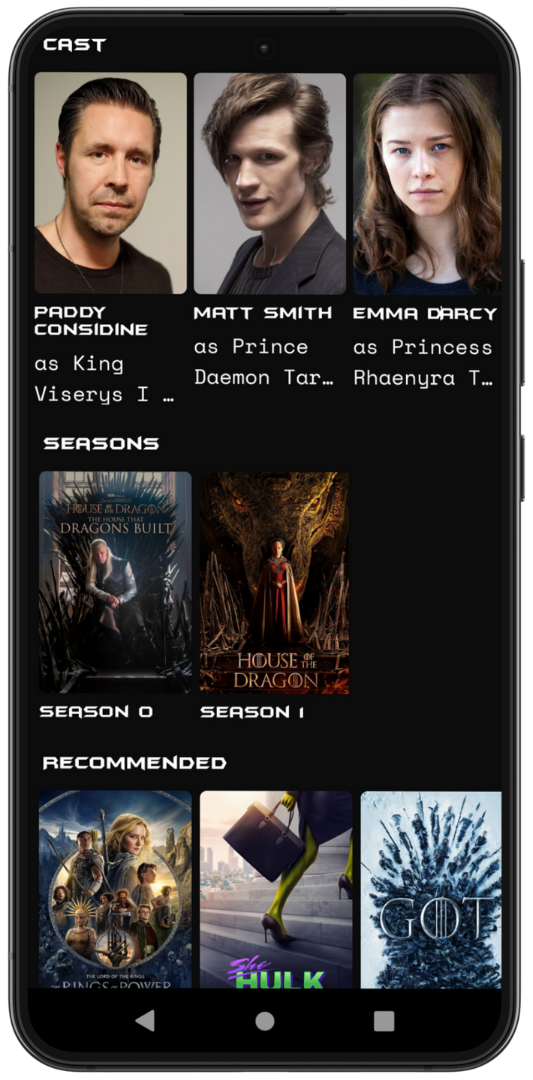 CAST
PADDY
CONSIDINE
MATT SMITH
EMMA D'ARCY
as King
Viserys I …
as Prince
Daemon Tar…
as Princess
Rhaenyra T…
SEASONS
HOUSE OF THE DRAGON
THE HOUSE THAT
DRAGONS BUILT
HOUSE OF THE
DRAGON
SEASON 0
SEASON 1
RECOMMENDED
THE LORD OF THE RINGS
THE RINGS OF POWER
She
HULK
GOT